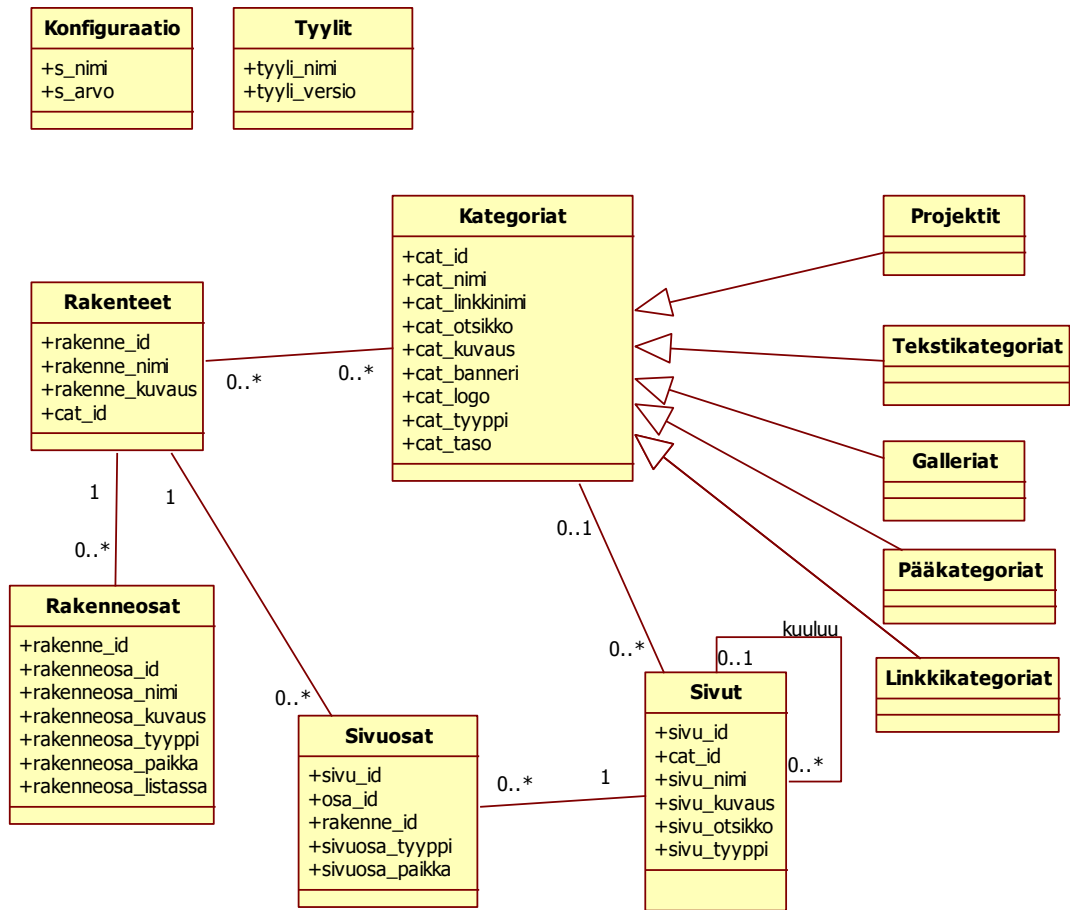 Konfiguraatio
+s_nimi
+s_arvo
Tyylit
+tyyli_nimi
+tyyli_versio
Kategoriat
+cat_id
+cat_nimi
+cat_linkkinimi
+cat_otsikko
+cat_kuvaus
+cat_banneri
+cat_logo
+cat_tyyppi
+cat_taso
Projektit
Tekstikategoriat
Galleriat
Pääkategoriat
Linkkikategoriat
Rakenteet
+rakenne_id
+rakenne_nimi
+rakenne_kuvaus
+cat_id
0..*
0..*
1
1
0..*
0..*
0..1
0..*
Rakenneosat
+rakenne_id
+rakenneosa_id
+rakenneosa_nimi
+rakenneosa_kuvaus
+rakenneosa_tyyppi
+rakenneosa_paikka
+rakenneosa_listassa
Sivuosat
+sivu_id
+osa_id
+rakenne_id
+sivuosa_tyyppi
+sivuosa_paikka
0..*
1
kuuluu
0..1
0..*
Sivut
+sivu_id
+cat_id
+sivu_nimi
+sivu_kuvaus
+sivu_otsikko
+sivu_tyyppi